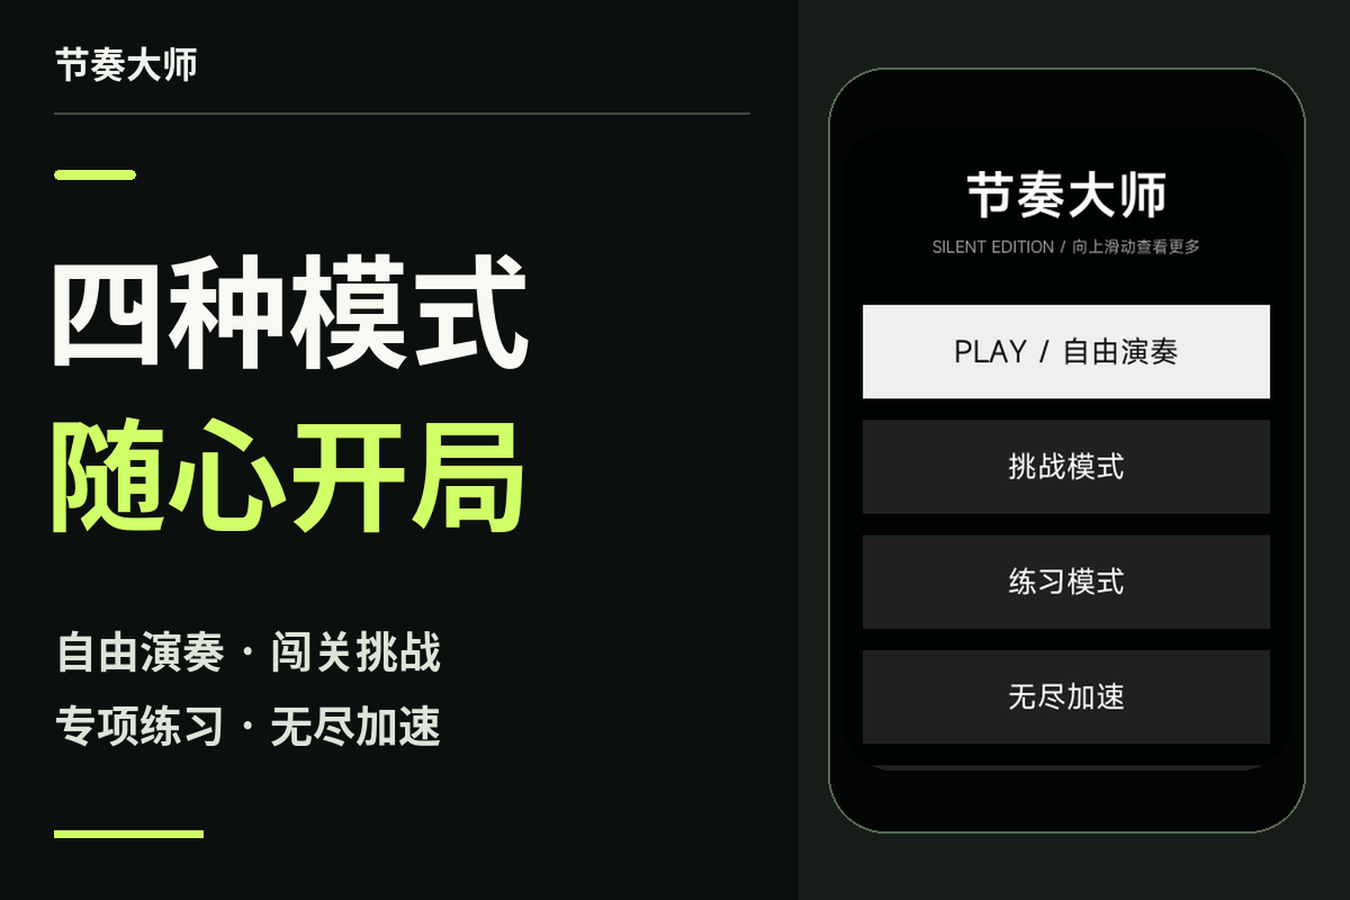 节奏大师
四种模式
随心开局
自由演奏 · 闯关挑战
专项练习 · 无尽加速
节奏大师
SILENT EDITION / 向上滑动查看更多
PLAY / 自由演奏
挑战模式
练习模式
无尽加速